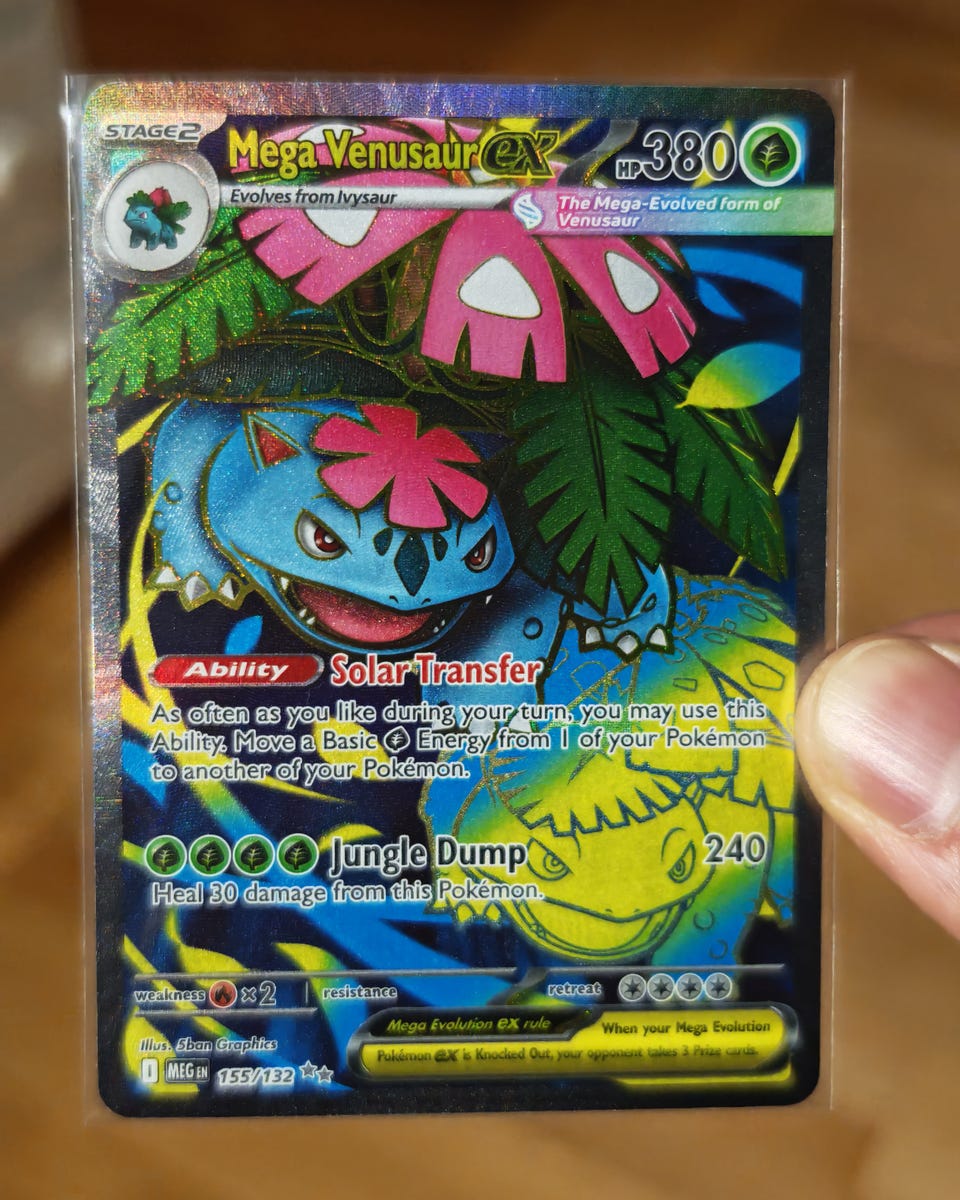 STAGE2
Mega Venusaur ex HP 380
Evolves from Ivysaur
The Mega-Evolved form of
Venusaur
Ability Solar Transfer
As often as you like during your turn, you may use this
Ability. Move a Basic Energy from 1 of your Pokémon
to another of your Pokémon.
Jungle Dump 240
Heal 30 damage from this Pokémon.
weakness ×2 resistance retreat
Mega Evolution ex rule When your Mega Evolution
Pokémon ex is Knocked Out, your opponent takes 3 Prize cards.
Illus. 5ban Graphics
I MEG EN 155/132